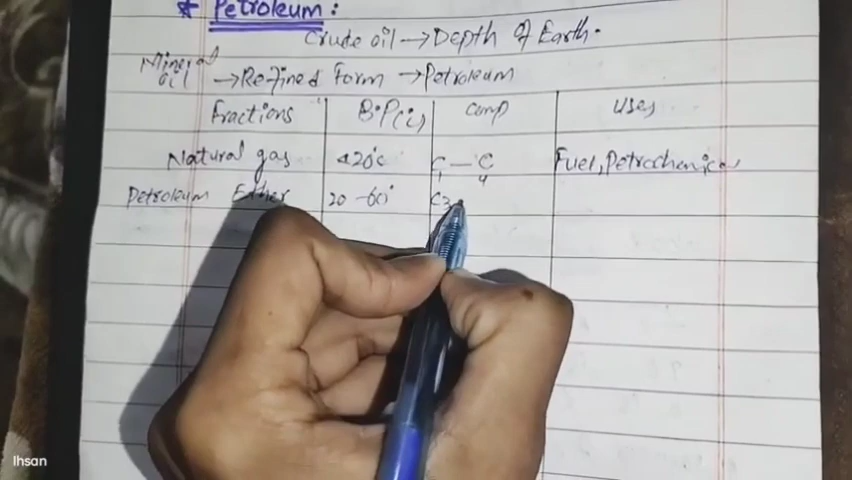 * Petroleum:
Crude oil → Depth of Earth.
Mineral oil → Refined Form → Petroleum
Fractions B.P(c) Comp Uses
Natural gas <20°c C1 — C4 Fuel, Petrochemical
Petroleum Ether 20 -60° C5
Ihsan